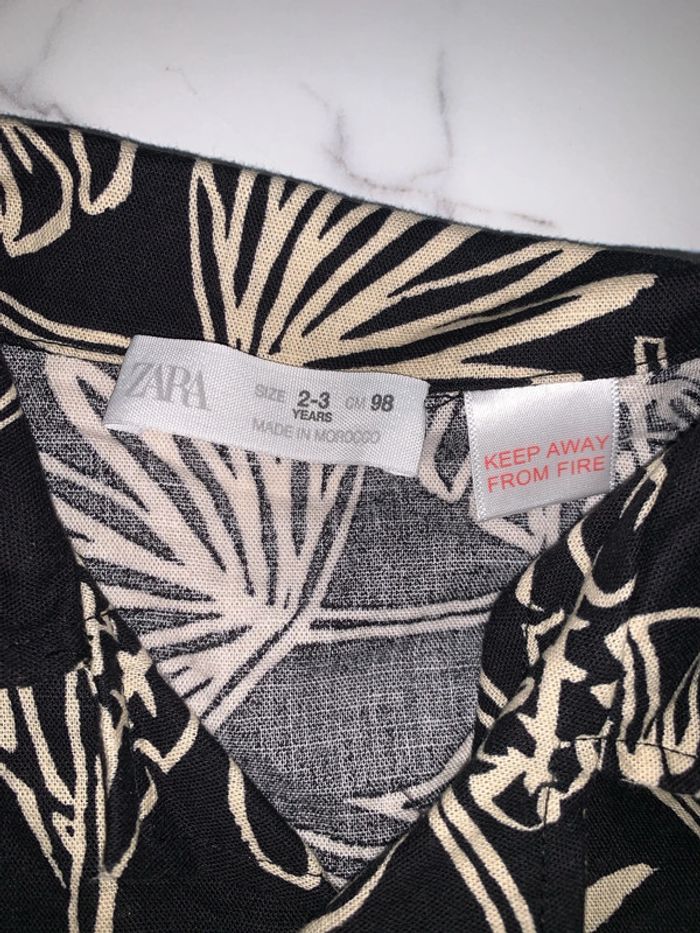 ZARA
SIZE 2-3 YEARS CM 98
MADE IN MOROCCO
KEEP AWAY
FROM FIRE